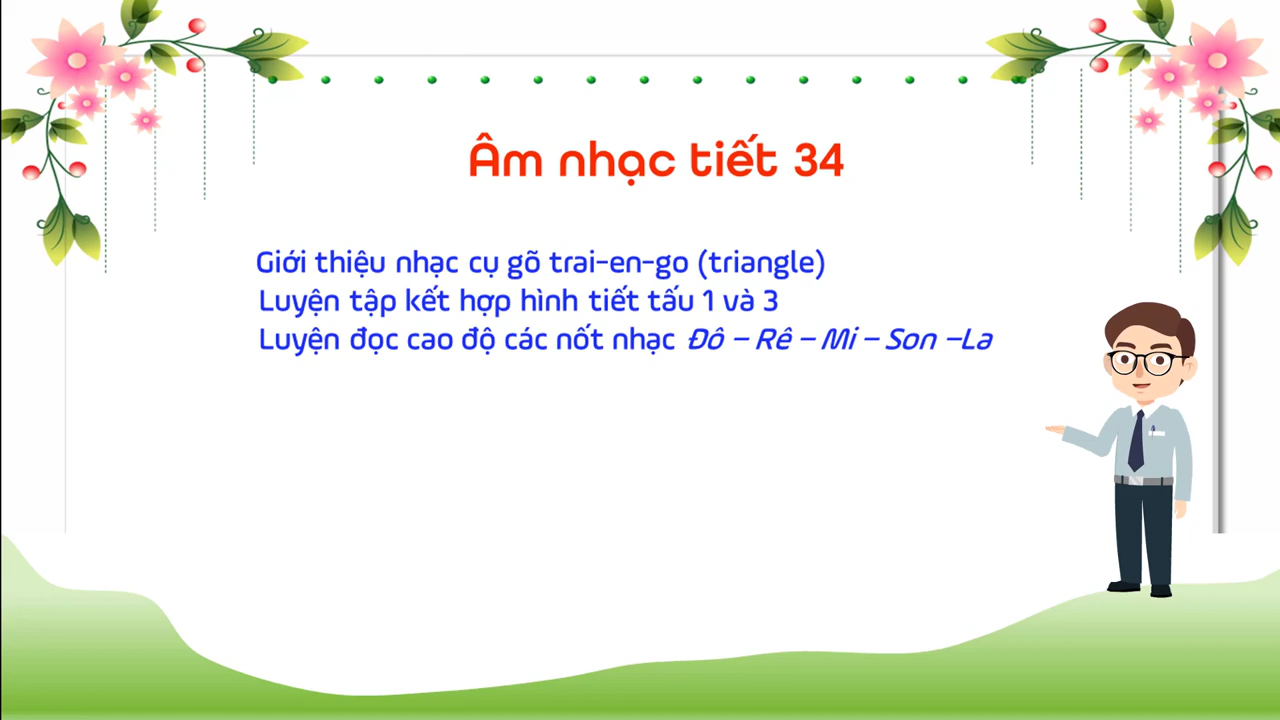 Âm nhạc tiết 34
Giới thiệu nhạc cụ gõ trai-en-go (triangle)
Luyện tập kết hợp hình tiết tấu 1 và 3
Luyện đọc cao độ các nốt nhạc Đô – Rê – Mi – Son –La